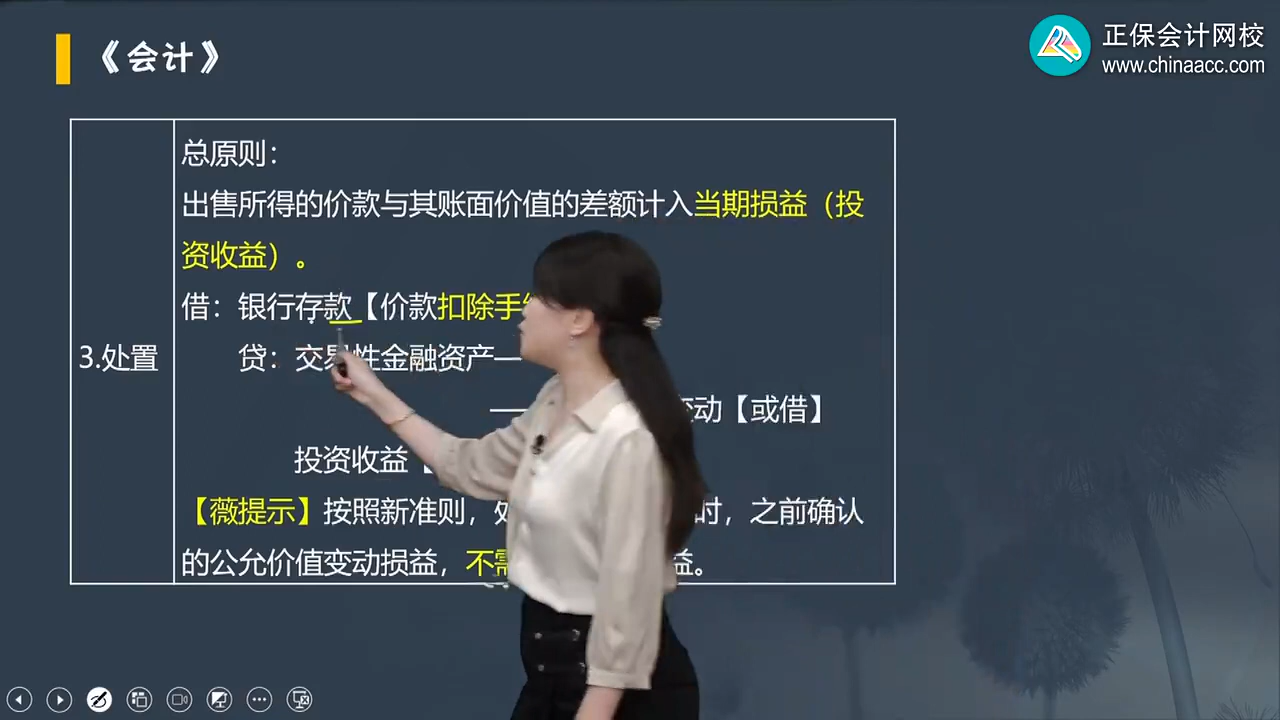 《会计》
正保会计网校
www.chinaacc.com
总原则：
出售所得的价款与其账面价值的差额计入当期损益（投
资收益）。
借：银行存款【价款扣除手
3.处置
贷：交易性金融资产—
—
变动【或借】
投资收益【
【薇提示】按照新准则，处
时，之前确认
的公允价值变动损益，不需
益。